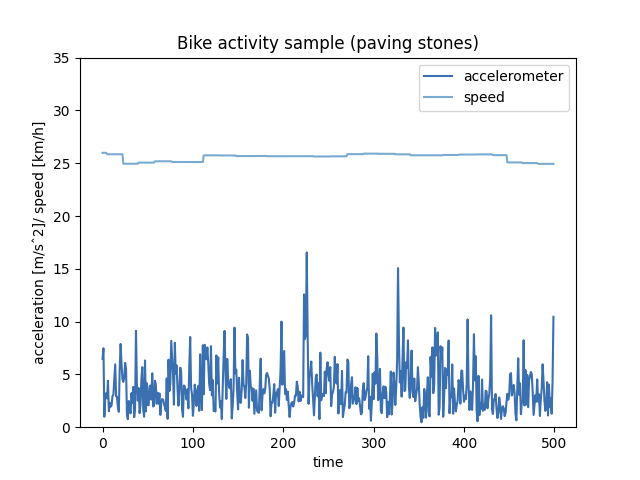 Bike activity sample (paving stones)
accelerometer
speed
35
30
25
20
15
10
5
0
acceleration [m/s^2]/ speed [km/h]
0 100 200 300 400 500
time